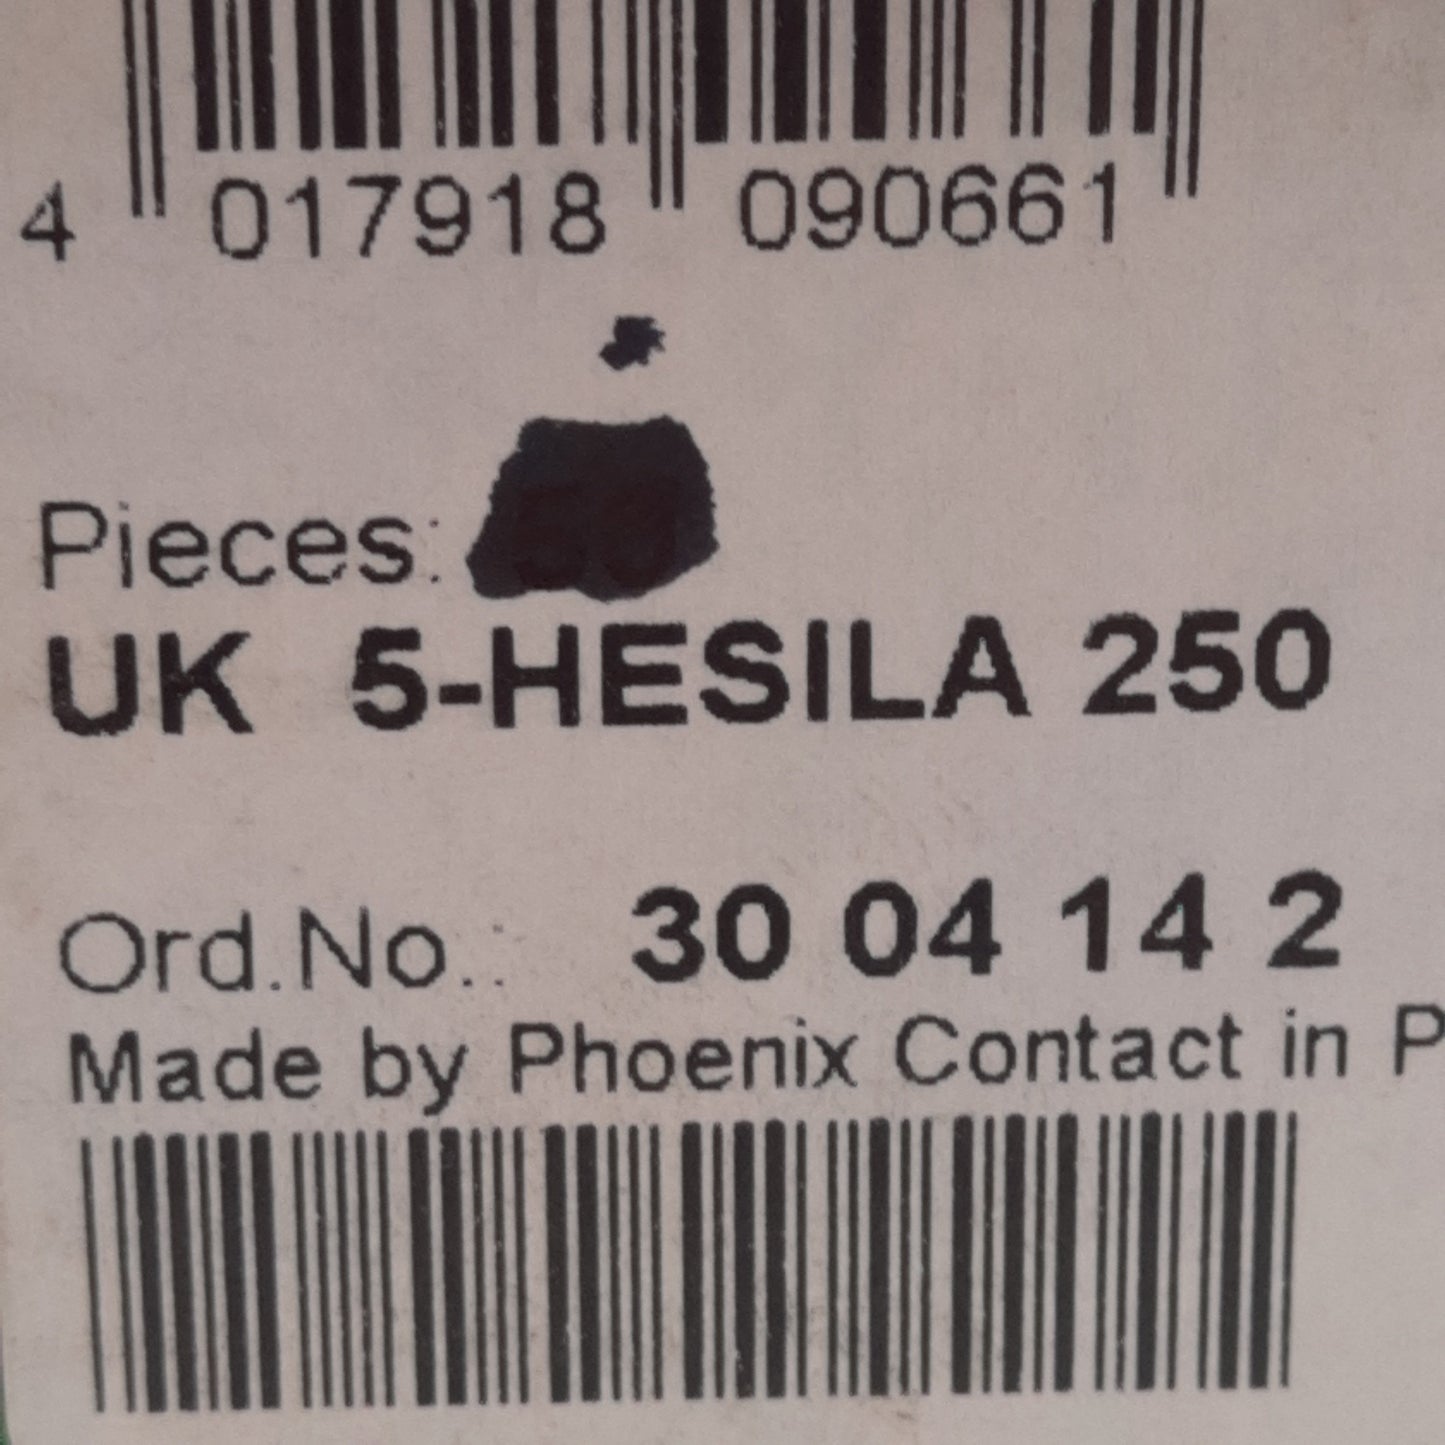 4 017918 090661
Pieces: 50
UK 5-HESILA 250
Ord.No.: 30 04 14 2
Made by Phoenix Contact in P